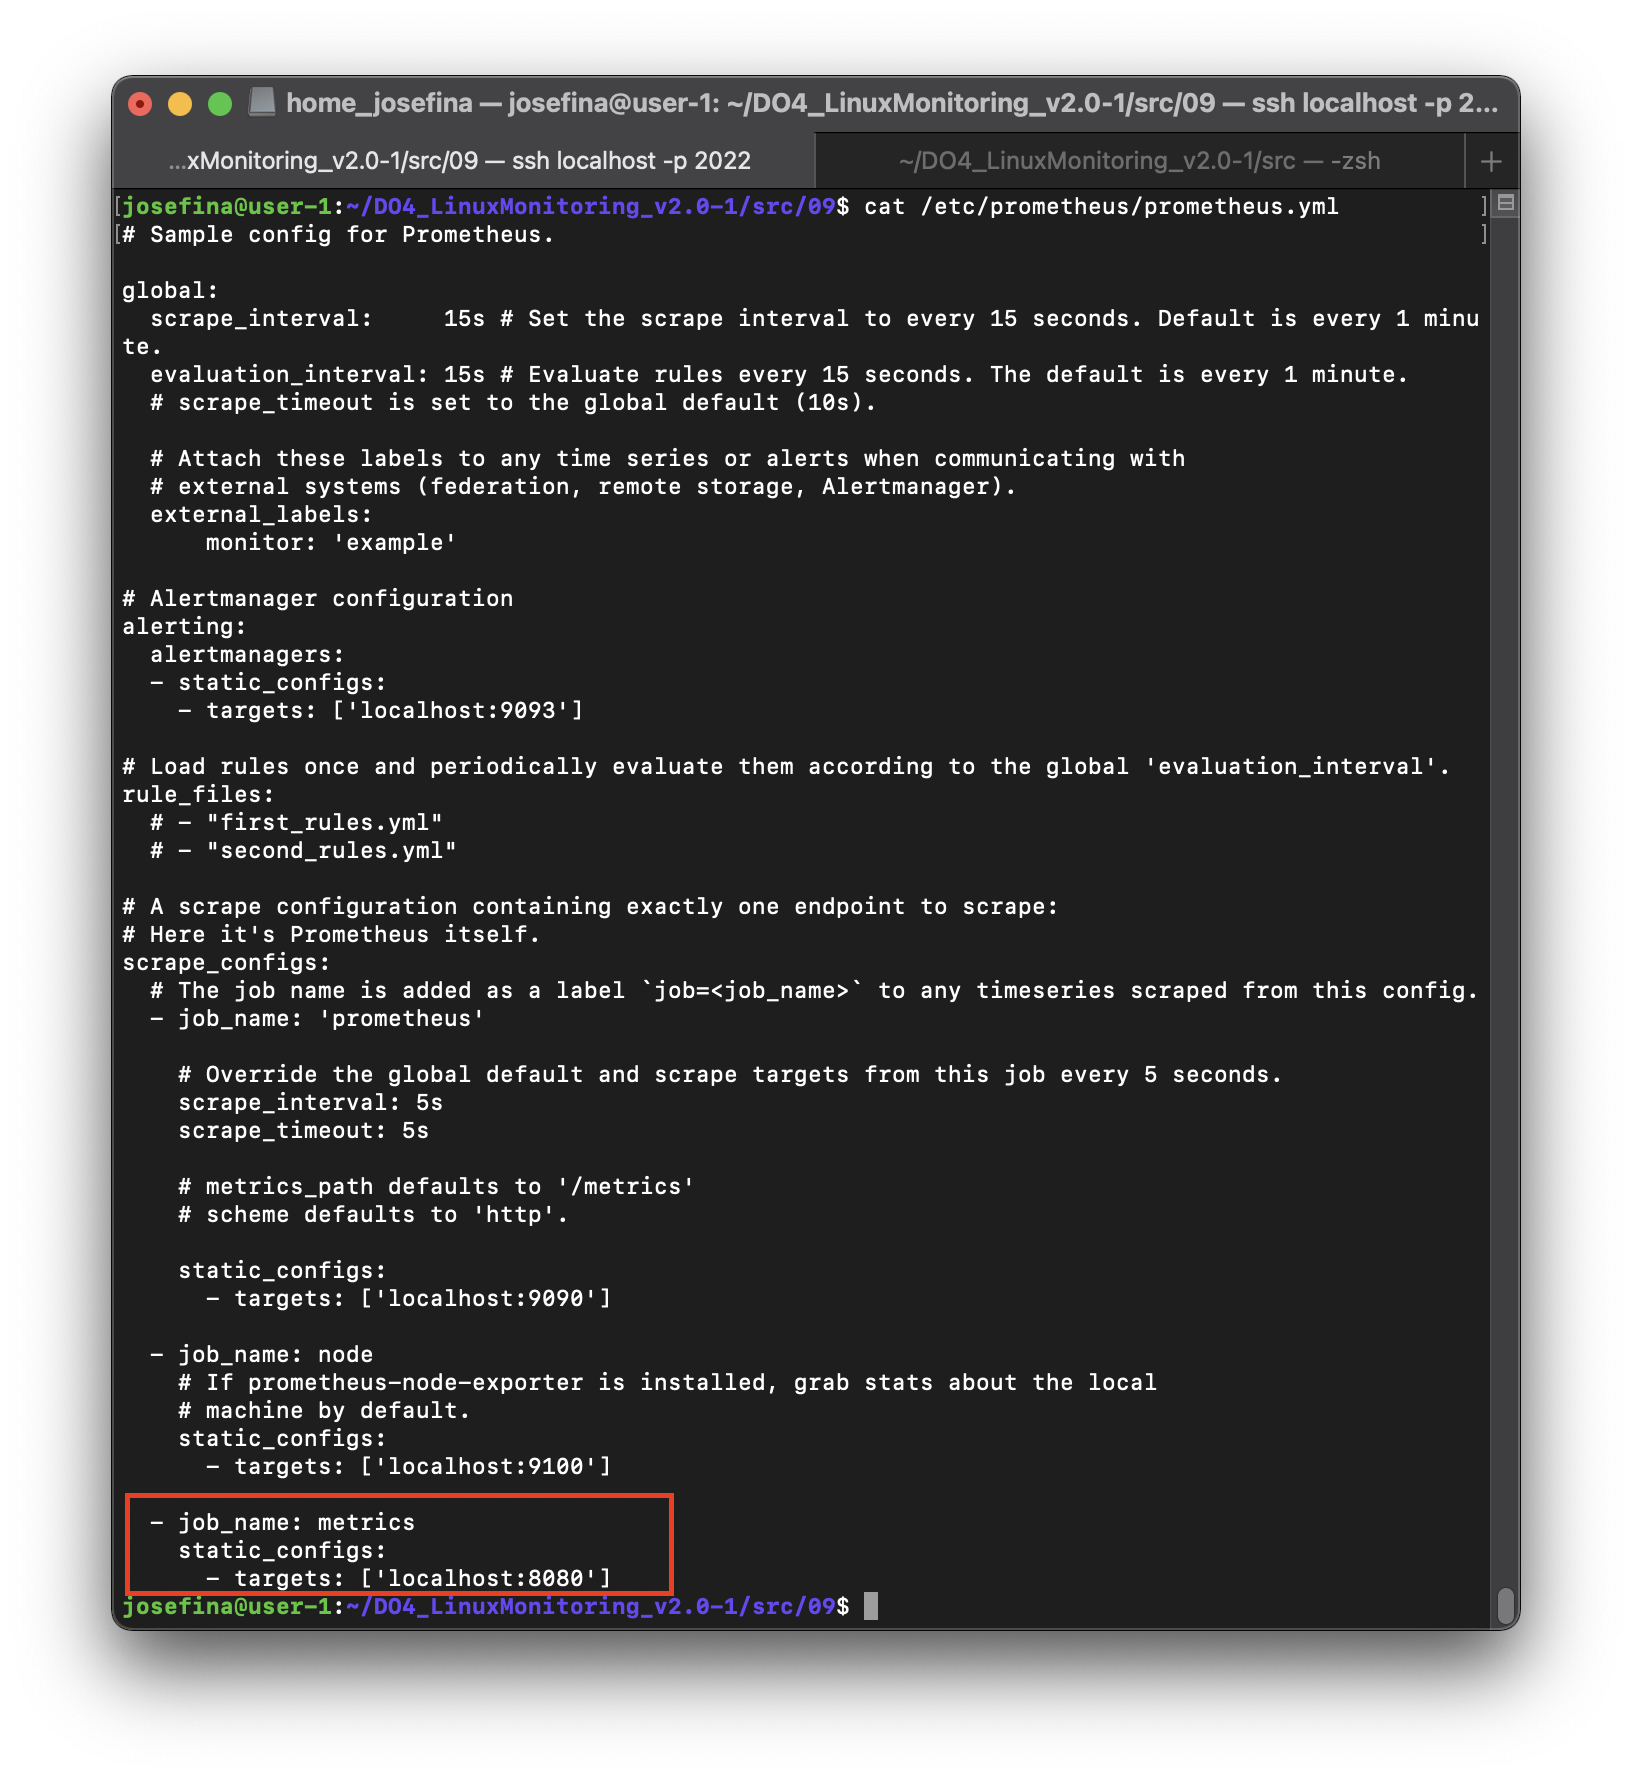 home_josefina — josefina@user-1: ~/DO4_LinuxMonitoring_v2.0-1/src/09 — ssh localhost -p 2...
...xMonitoring_v2.0-1/src/09 — ssh localhost -p 2022
~/DO4_LinuxMonitoring_v2.0-1/src — -zsh
[josefina@user-1:~/DO4_LinuxMonitoring_v2.0-1/src/09$ cat /etc/prometheus/prometheus.yml ]
[# Sample config for Prometheus. ]

global:
  scrape_interval:     15s # Set the scrape interval to every 15 seconds. Default is every 1 minu
te.
  evaluation_interval: 15s # Evaluate rules every 15 seconds. The default is every 1 minute.
  # scrape_timeout is set to the global default (10s).

  # Attach these labels to any time series or alerts when communicating with
  # external systems (federation, remote storage, Alertmanager).
  external_labels:
      monitor: 'example'

# Alertmanager configuration
alerting:
  alertmanagers:
  - static_configs:
    - targets: ['localhost:9093']

# Load rules once and periodically evaluate them according to the global 'evaluation_interval'.
rule_files:
  # - "first_rules.yml"
  # - "second_rules.yml"

# A scrape configuration containing exactly one endpoint to scrape:
# Here it's Prometheus itself.
scrape_configs:
  # The job name is added as a label `job=<job_name>` to any timeseries scraped from this config.
  - job_name: 'prometheus'

    # Override the global default and scrape targets from this job every 5 seconds.
    scrape_interval: 5s
    scrape_timeout: 5s

    # metrics_path defaults to '/metrics'
    # scheme defaults to 'http'.

    static_configs:
      - targets: ['localhost:9090']

  - job_name: node
    # If prometheus-node-exporter is installed, grab stats about the local
    # machine by default.
    static_configs:
      - targets: ['localhost:9100']

  - job_name: metrics
    static_configs:
      - targets: ['localhost:8080']
josefina@user-1:~/DO4_LinuxMonitoring_v2.0-1/src/09$